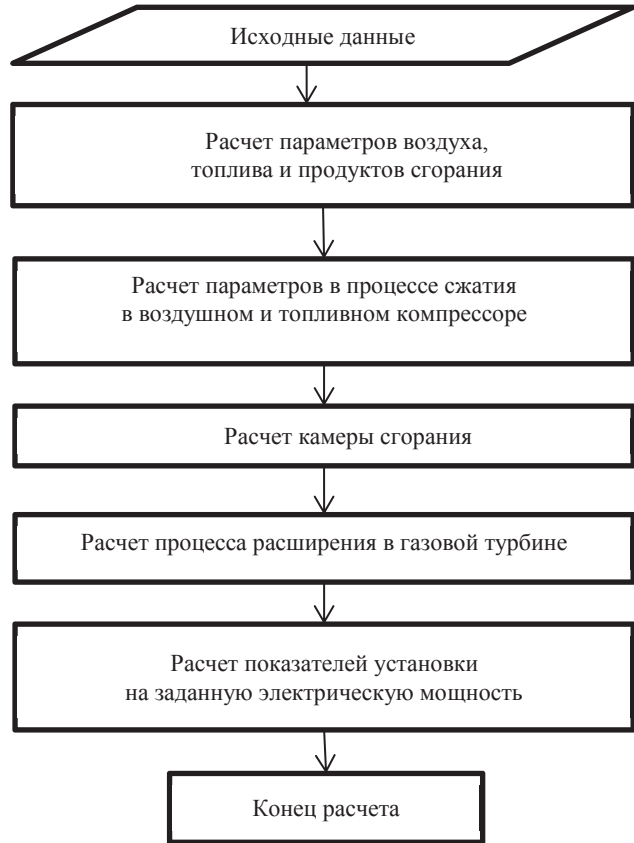 Исходные данные
Расчет параметров воздуха,
топлива и продуктов сгорания
Расчет параметров в процессе сжатия
в воздушном и топливном компрессоре
Расчет камеры сгорания
Расчет процесса расширения в газовой турбине
Расчет показателей установки
на заданную электрическую мощность
Конец расчета